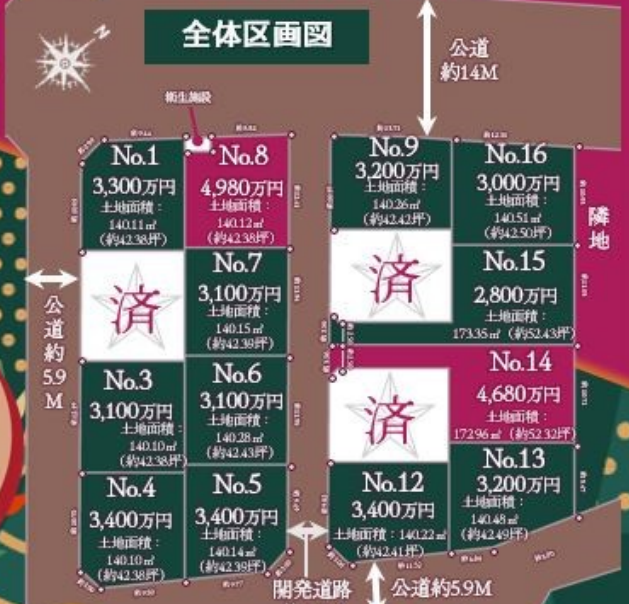 全体区画図
N
公道
約14M
衛生施設
No.1
3,300万円
土地面積：
140.11㎡
（約42.38坪）
No.8
4,980万円
土地面積：
140.12㎡
（約42.38坪）
No.9
3,200万円
土地面積：
140.26㎡
（約42.42坪）
No.16
3,000万円
土地面積：
140.51㎡
（約42.50坪）
隣地
済
No.7
3,100万円
土地面積：
140.15㎡
（約42.39坪）
済
No.15
2,800万円
土地面積：
173.35㎡（約52.43坪）
公道約5.9M
No.3
3,100万円
土地面積：
140.10㎡
（約42.38坪）
No.6
3,100万円
土地面積：
140.28㎡
（約42.43坪）
済
No.14
4,680万円
土地面積：
172.96㎡（約52.32坪）
No.4
3,400万円
土地面積：
140.10㎡
（約42.38坪）
No.5
3,400万円
土地面積：
140.14㎡
（約42.39坪）
No.12
3,400万円
土地面積：140.22㎡
（約42.41坪）
No.13
3,200万円
土地面積：
140.48㎡
（約42.49坪）
開発道路
公道約5.9M